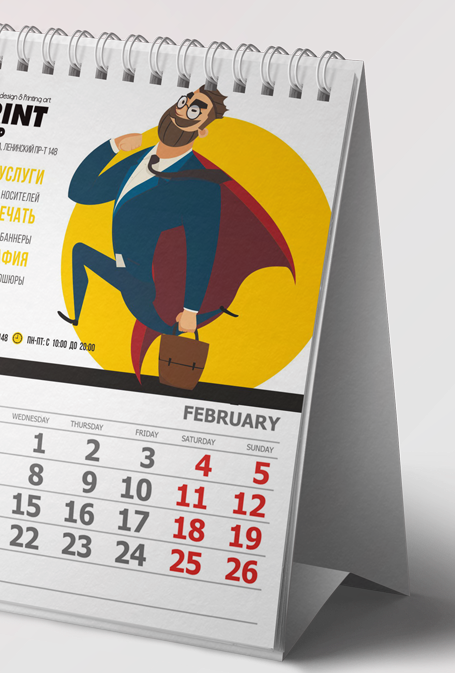 design & Printing art
RINT
, ЛЕНИНСКИЙ ПР-Т 148
УСЛУГИ
НОСИТЕЛЕЙ
ЕЧАТЬ
БАННЕРЫ
ФИЯ
ОШЮРЫ
148 ПН-ПТ: С 10:00 ДО 20:00
FEBRUARY
WEDNESDAY THURSDAY FRIDAY SATURDAY SUNDAY
1 2 3 4 5
8 9 10 11 12
15 16 17 18 19
22 23 24 25 26